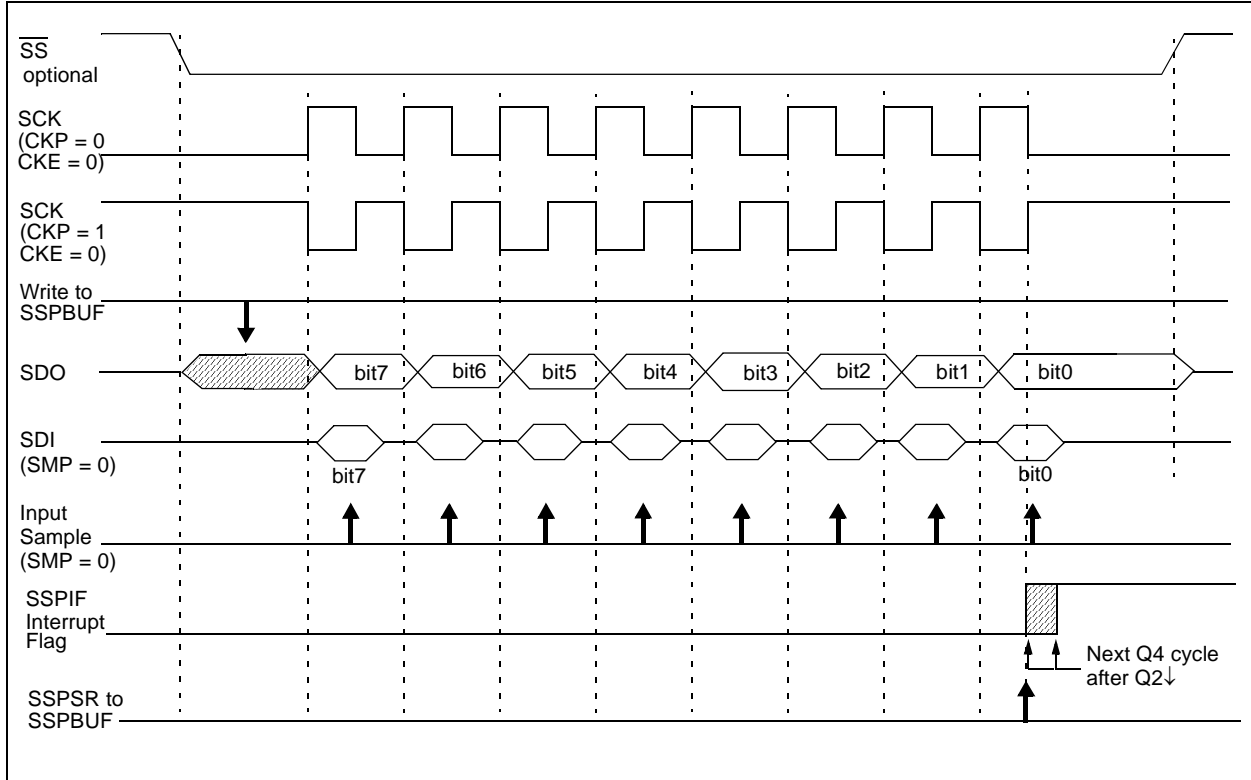 SS
optional
SCK
(CKP = 0
CKE = 0)
SCK
(CKP = 1
CKE = 0)
Write to
SSPBUF
SDO
bit7 bit6 bit5 bit4 bit3 bit2 bit1 bit0
SDI
(SMP = 0)
bit7 bit0
Input
Sample
(SMP = 0)
SSPIF
Interrupt
Flag
Next Q4 cycle
after Q2↓
SSPSR to
SSPBUF